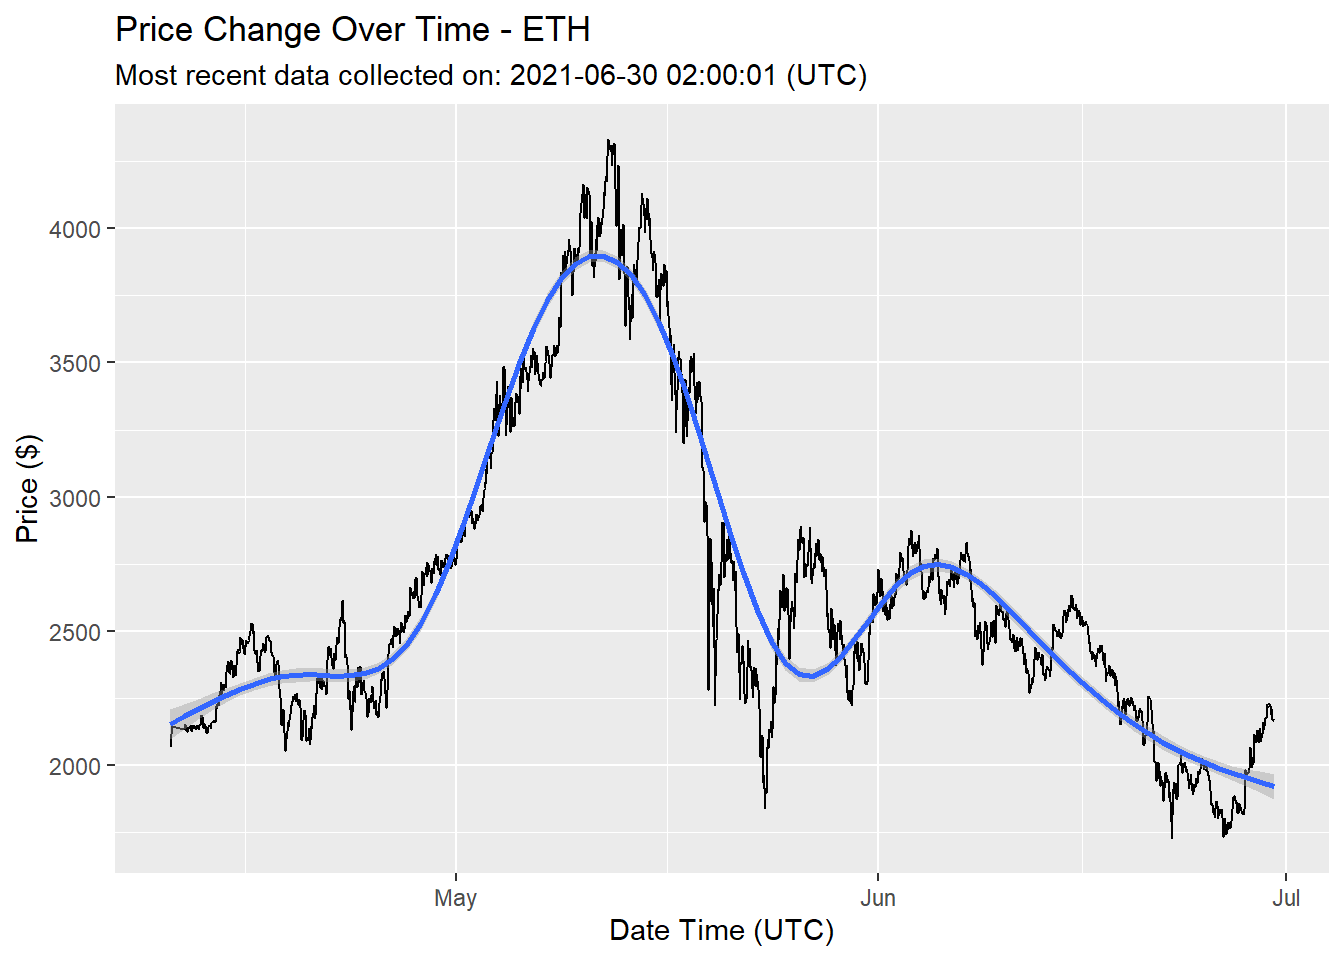 Price Change Over Time - ETH
Most recent data collected on: 2021-06-30 02:00:01 (UTC)
Price ($)
4000
3500
3000
2500
2000
May
Jun
Jul
Date Time (UTC)